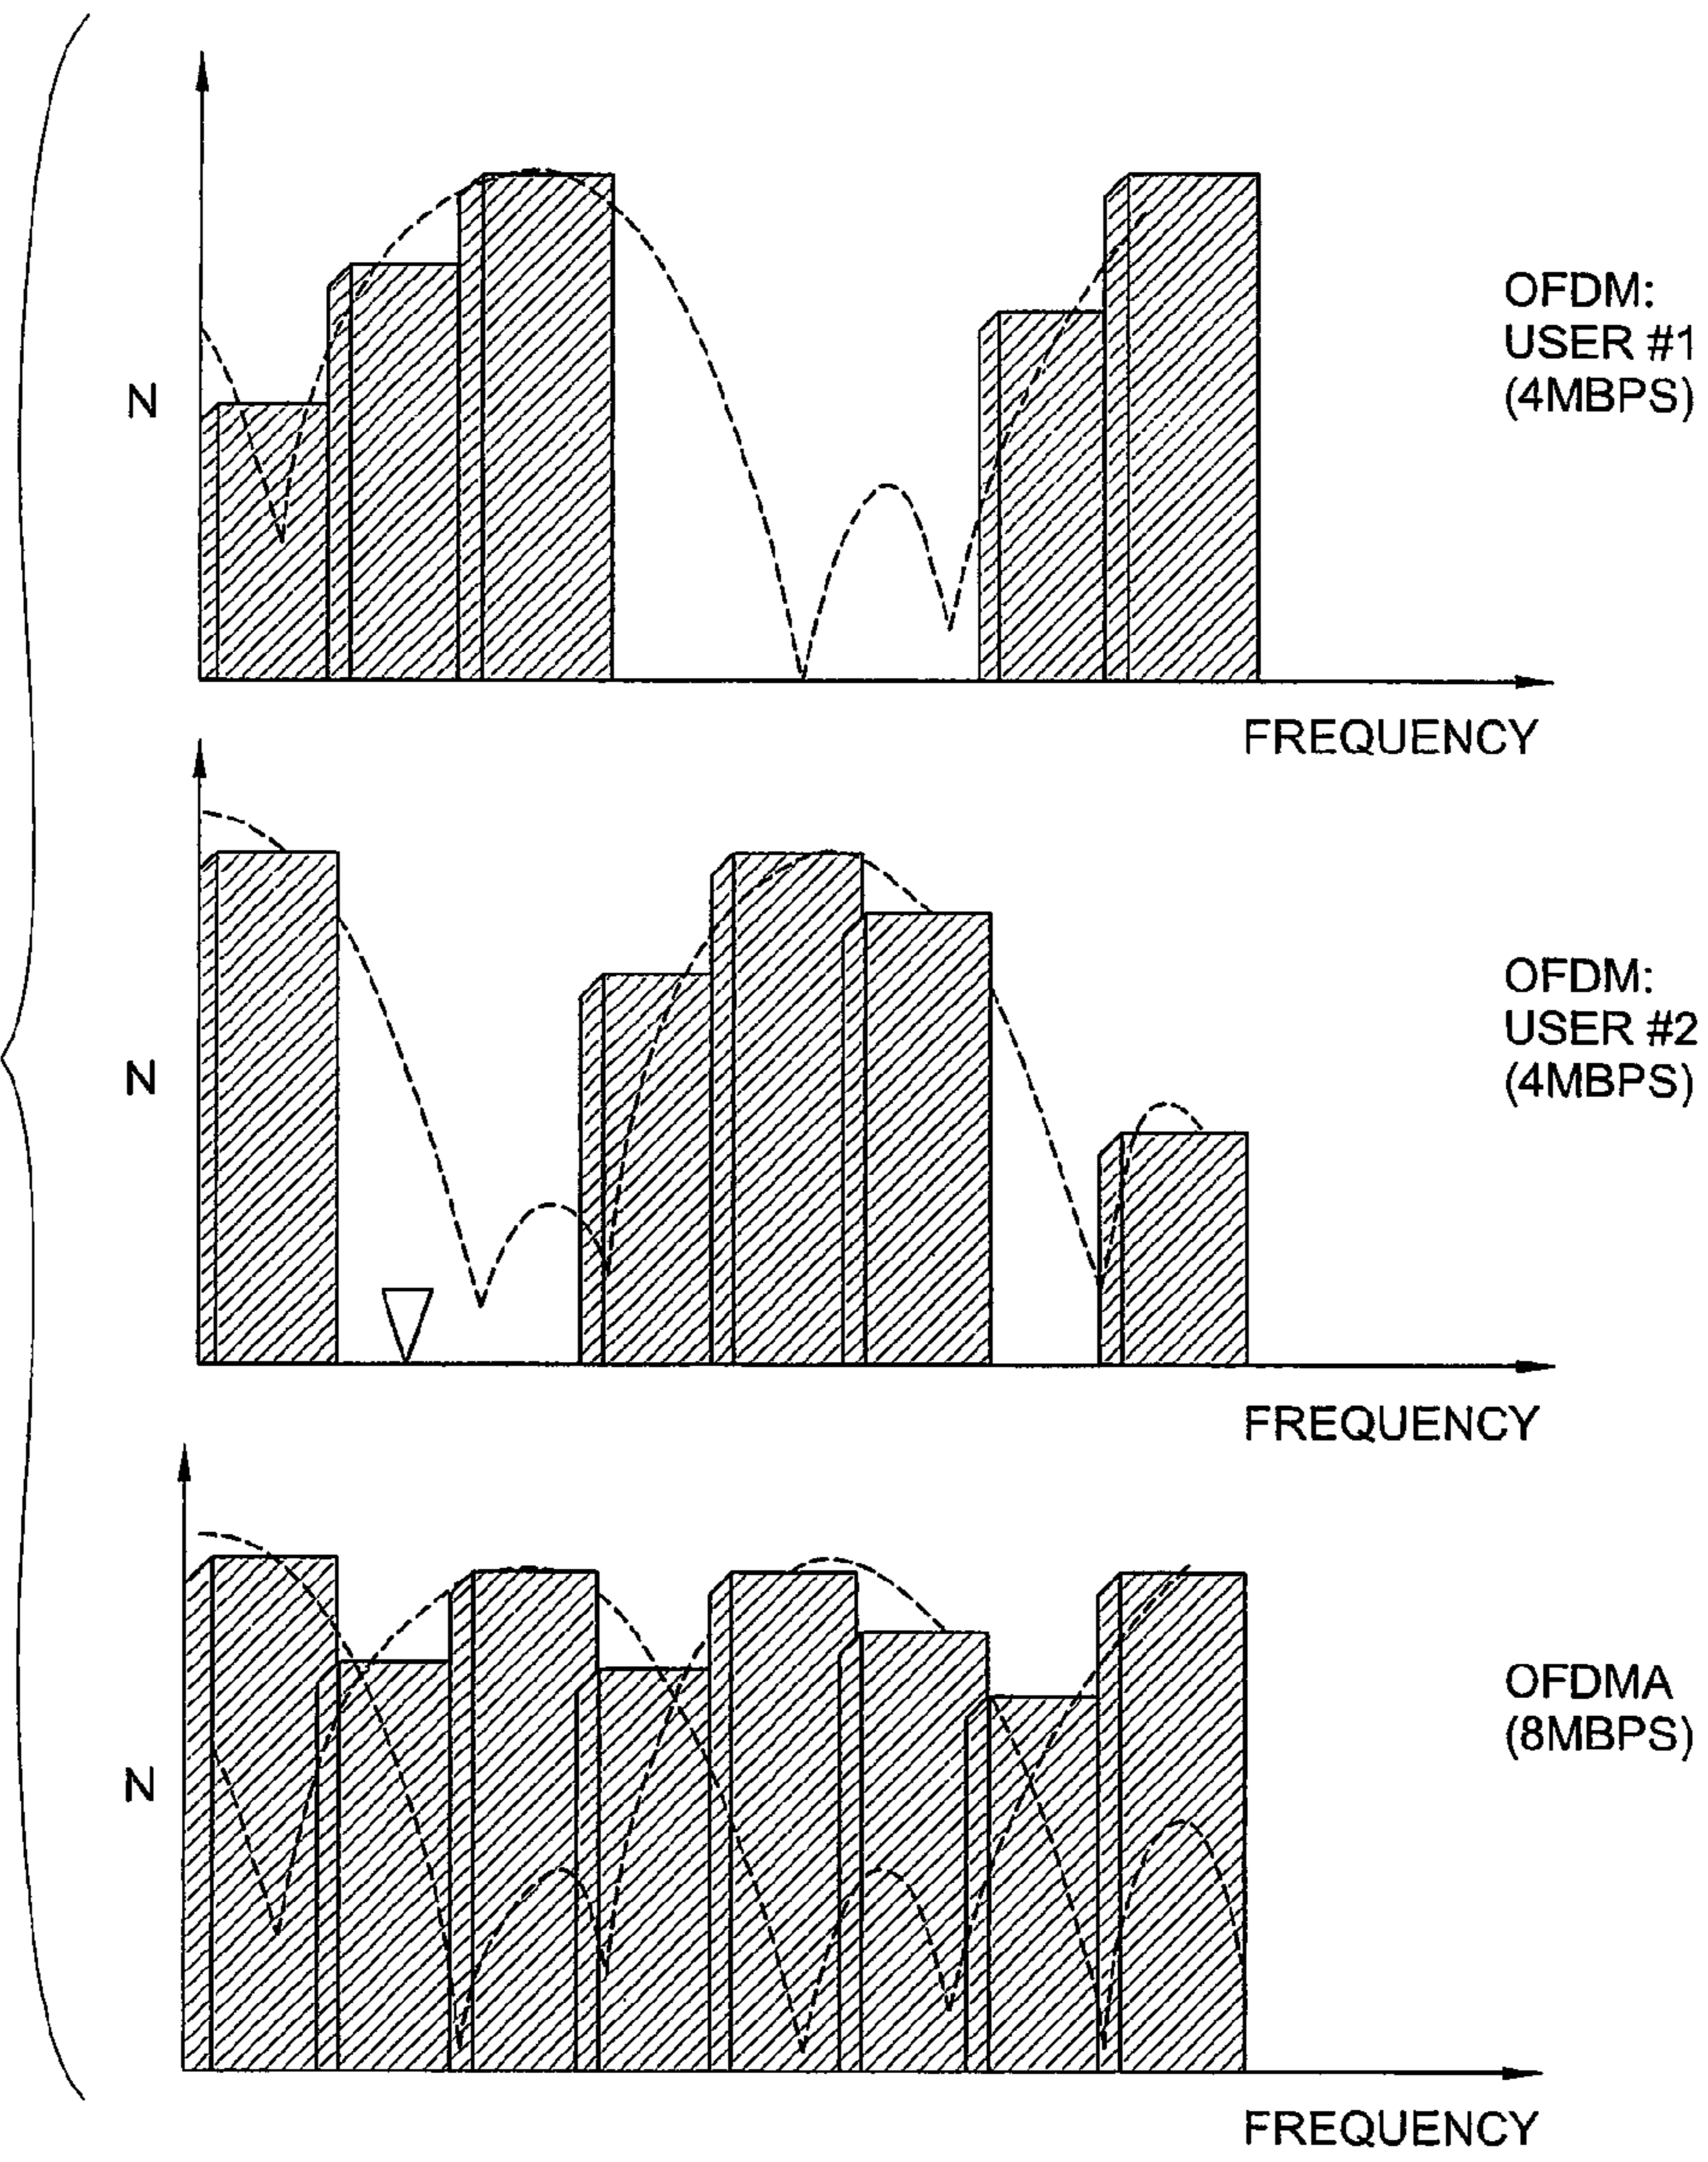 N
OFDM:
USER #1
(4MBPS)
FREQUENCY
N
OFDM:
USER #2
(4MBPS)
FREQUENCY
N
OFDMA
(8MBPS)
FREQUENCY